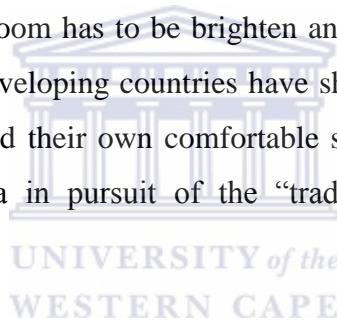 oom has to be brighten an
veloping countries have sh
d their own comfortable s
a in pursuit of the “trad
UNIVERSITY of the
WESTERN CAPE